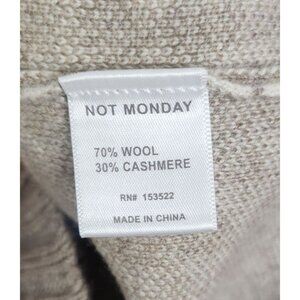 NOT MONDAY
70% WOOL
30% CASHMERE
RN# 153522
MADE IN CHINA